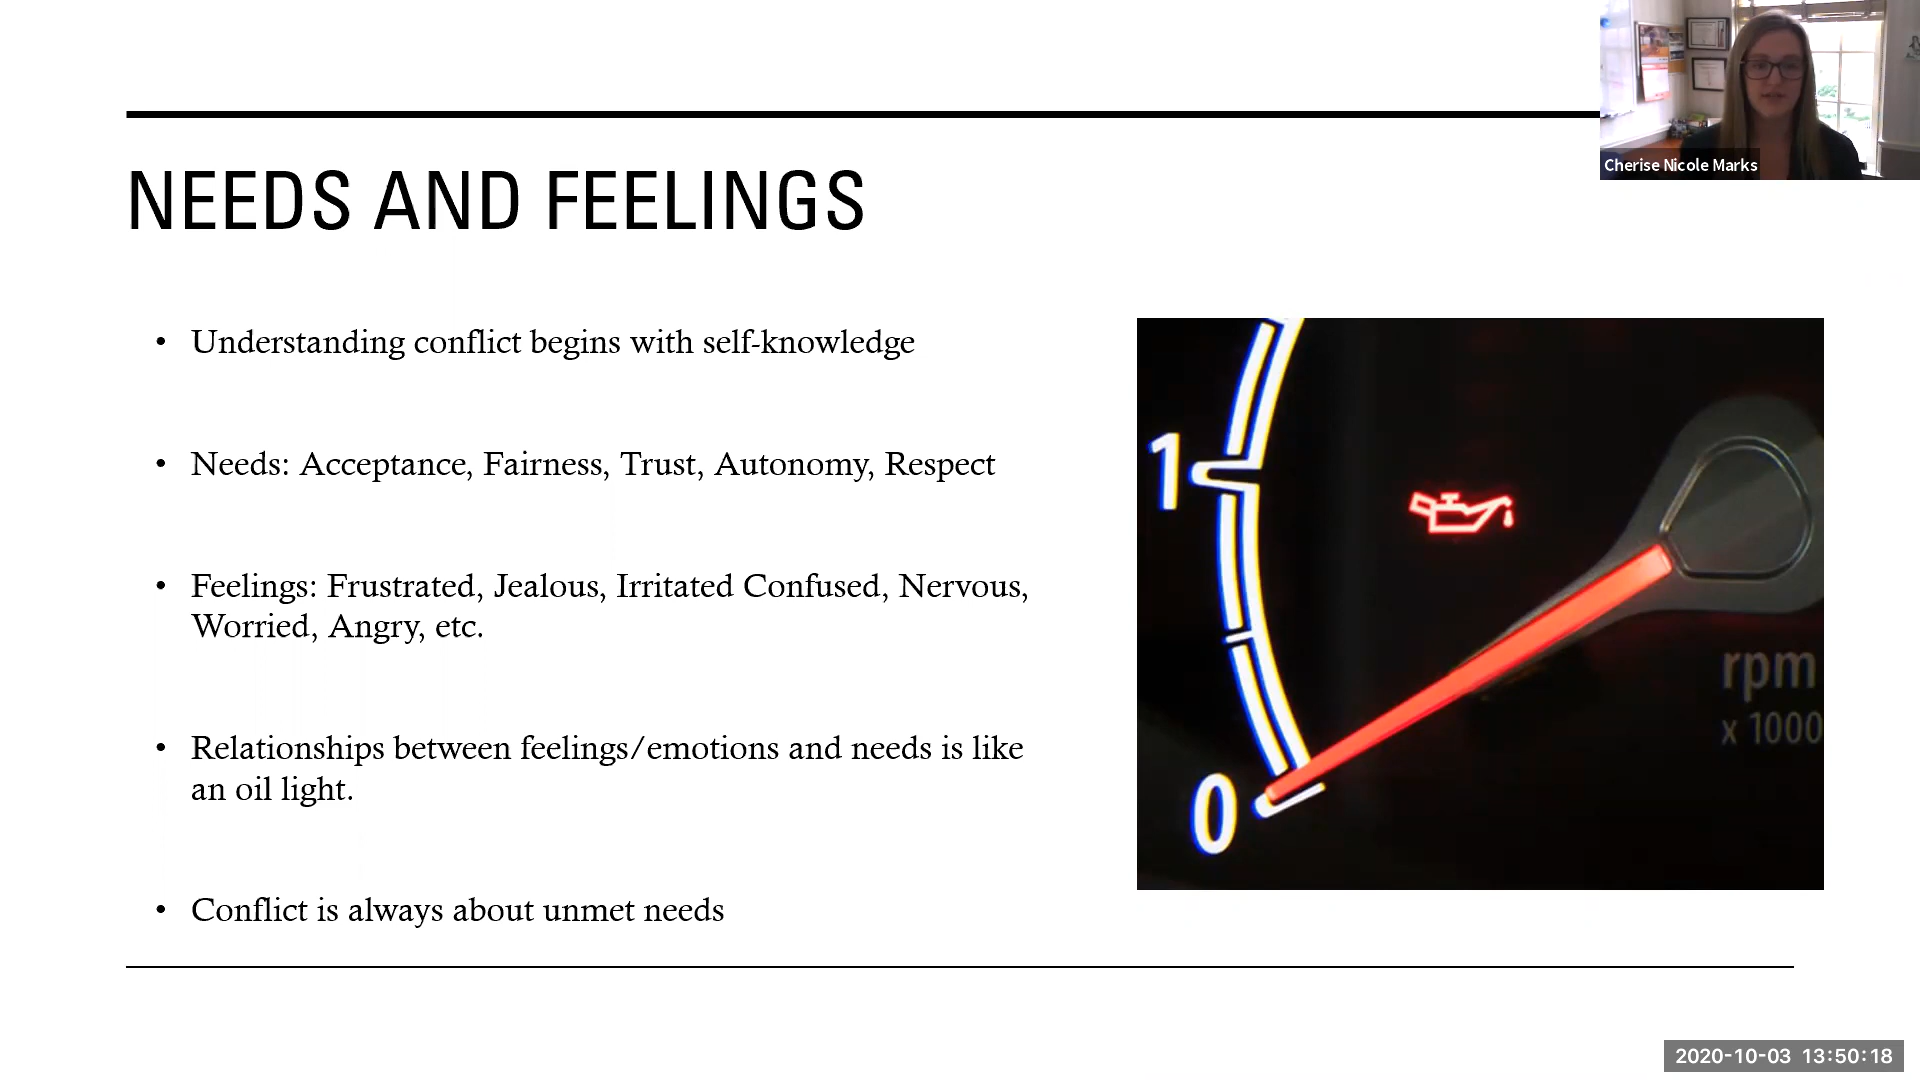 Cherise Nicole Marks
NEEDS AND FEELINGS
• Understanding conflict begins with self-knowledge
• Needs: Acceptance, Fairness, Trust, Autonomy, Respect
• Feelings: Frustrated, Jealous, Irritated Confused, Nervous,
Worried, Angry, etc.
• Relationships between feelings/emotions and needs is like
an oil light.
• Conflict is always about unmet needs
1
rpm
x 1000
0
2020-10-03 13:50:18